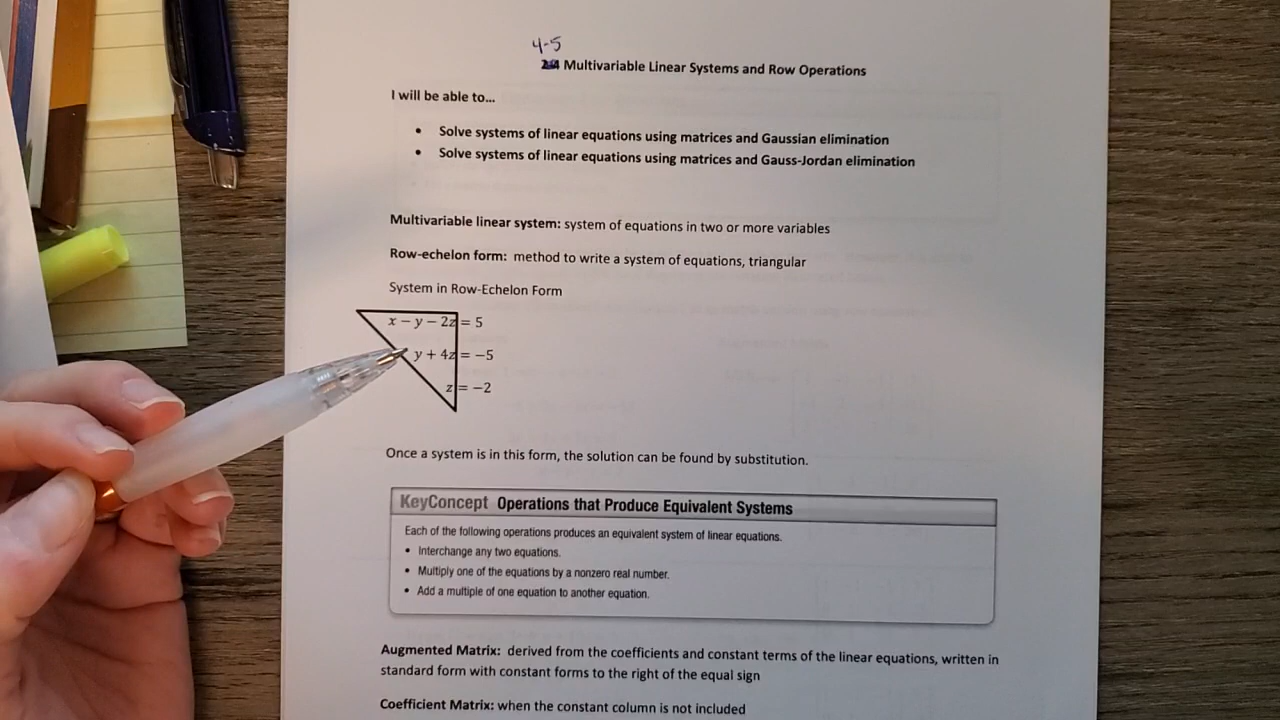 4-5
Multivariable Linear Systems and Row Operations
I will be able to...
• Solve systems of linear equations using matrices and Gaussian elimination
• Solve systems of linear equations using matrices and Gauss-Jordan elimination
Multivariable linear system: system of equations in two or more variables
Row-echelon form: method to write a system of equations, triangular
System in Row-Echelon Form
x − y − 2z = 5
y + 4z = −5
z = −2
Once a system is in this form, the solution can be found by substitution.
KeyConcept Operations that Produce Equivalent Systems
Each of the following operations produces an equivalent system of linear equations.
• Interchange any two equations.
• Multiply one of the equations by a nonzero real number.
• Add a multiple of one equation to another equation.
Augmented Matrix: derived from the coefficients and constant terms of the linear equations, written in
standard form with constant forms to the right of the equal sign
Coefficient Matrix: when the constant column is not included